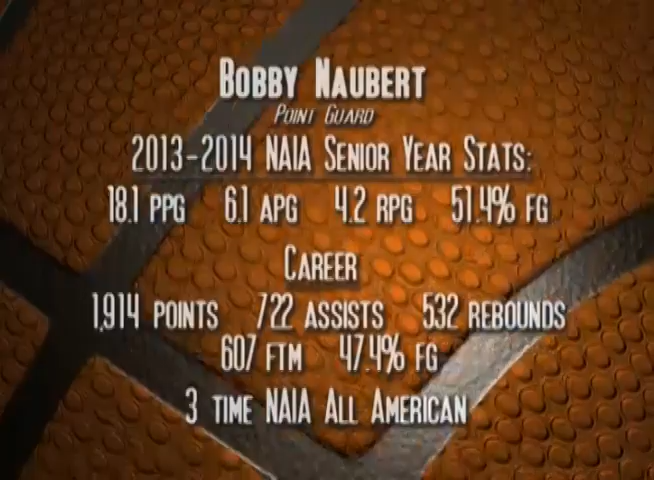 Bobby Naubert
Point Guard
2013-2014 NAIA Senior Year Stats:
18.1 PPG 6.1 APG 4.2 RPG 51.4% FG
Career
1,914 points 722 assists 532 rebounds
607 FTM 47.4% FG
3 time NAIA All American